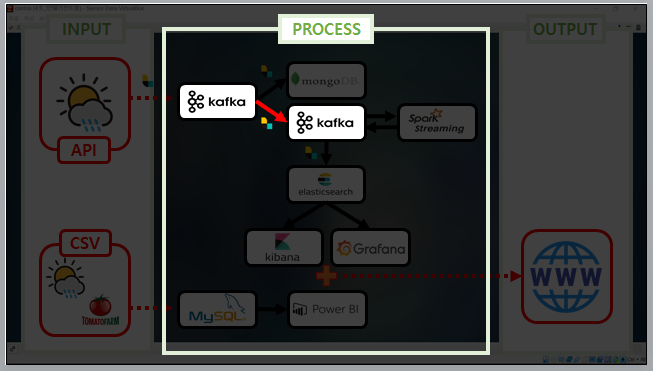 INPUT
PROCESS
OUTPUT
API
kafka
mongoDB
kafka
Spark
Streaming
elasticsearch
kibana
Grafana
CSV
TOMATOFARM
MySQL
Power BI
WWW